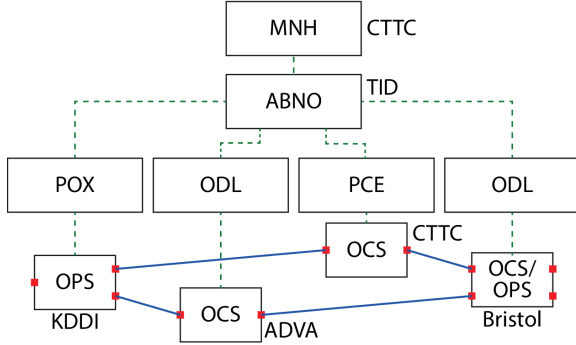 MNH CTTC
TID
ABNO
POX ODL PCE ODL
CTTC
OCS
OPS OCS/
OPS
KDDI OCS ADVA Bristol